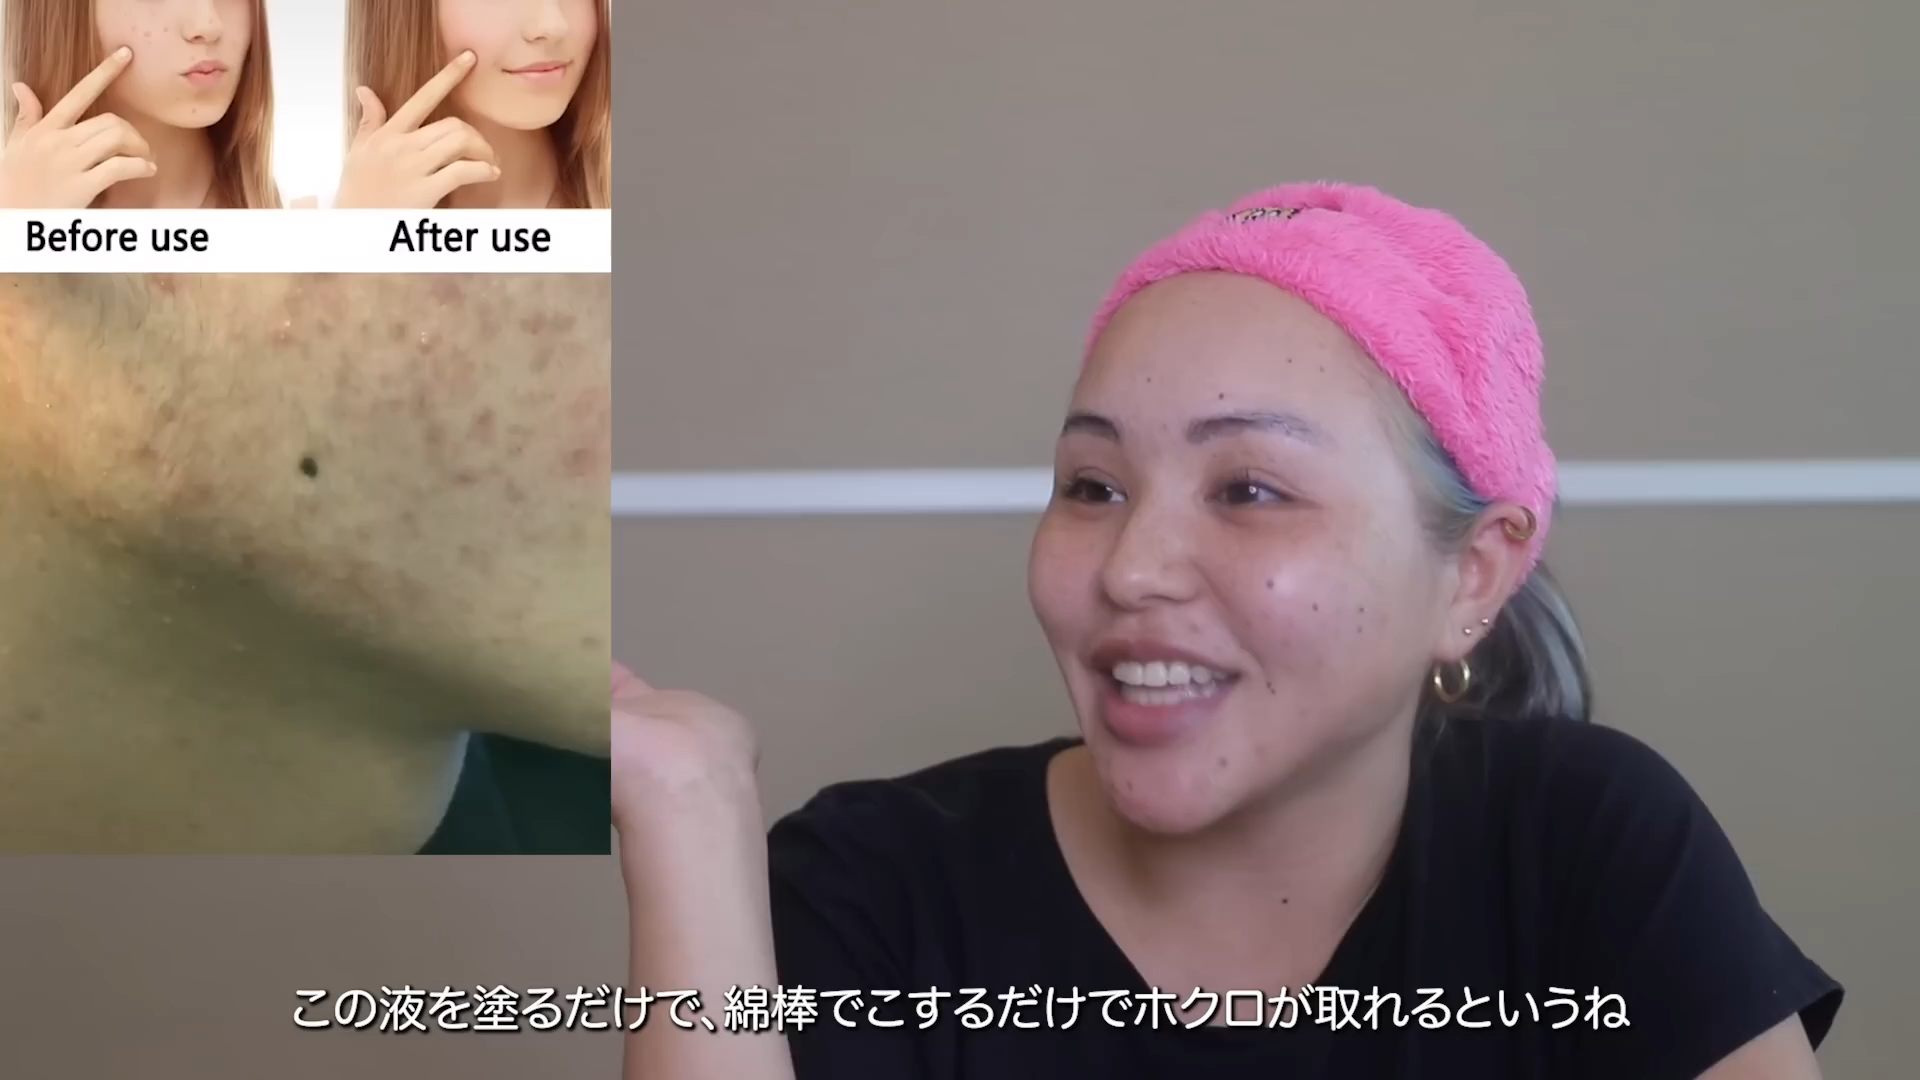 Before use
After use
この液を塗るだけで､綿棒でこするだけでホクロが取れるというね